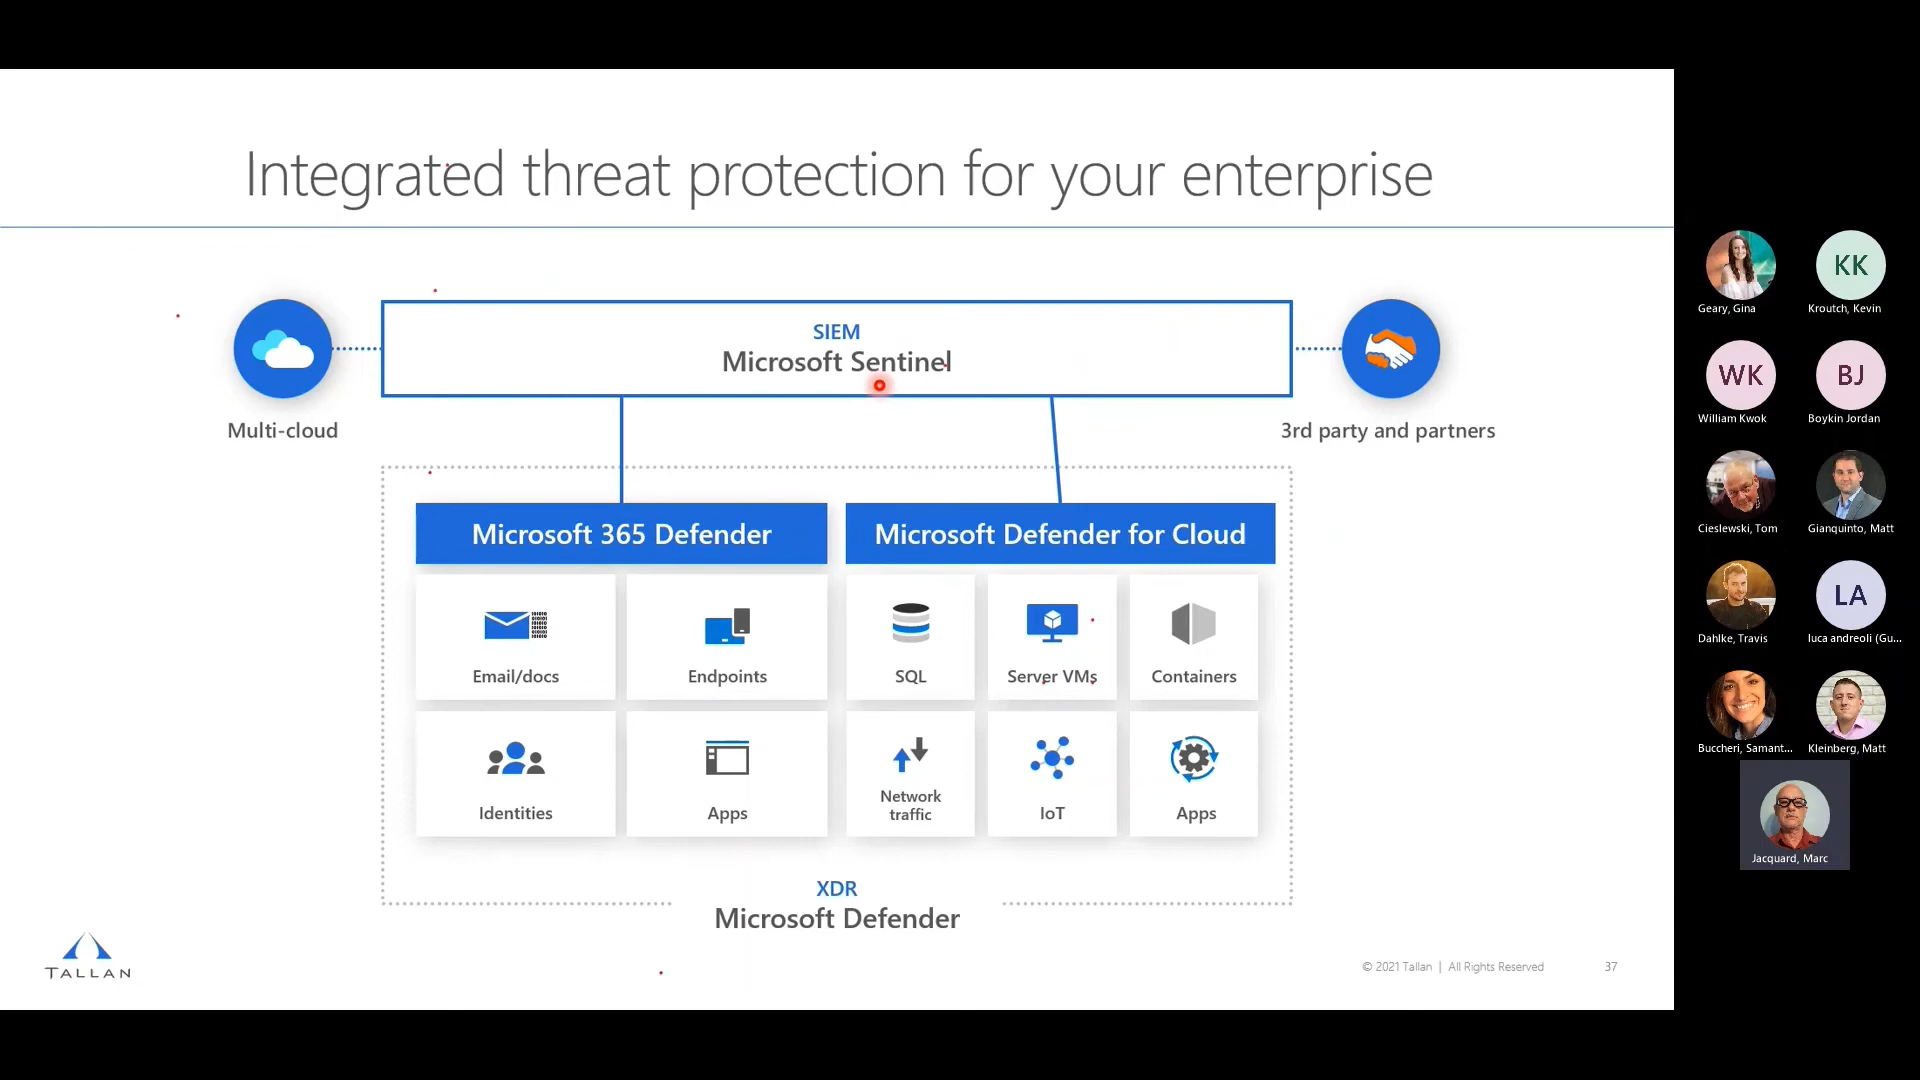 Integrated threat protection for your enterprise
SIEM
Microsoft Sentinel
Multi-cloud
3rd party and partners
Microsoft 365 Defender
Microsoft Defender for Cloud
Email/docs
Endpoints
SQL
Server VMs
Containers
Identities
Apps
Network
traffic
IoT
Apps
XDR
Microsoft Defender
TALLAN
© 2021 Tallan | All Rights Reserved
37
Geary, Gina
KK
Kroutch, Kevin
WK
William Kwok
BJ
Boykin Jordan
Cieslewski, Tom
Gianquinto, Matt
Dahlke, Travis
LA
luca andreoli (Gu...
Buccheri, Samant...
Kleinberg, Matt
Jacquard, Marc